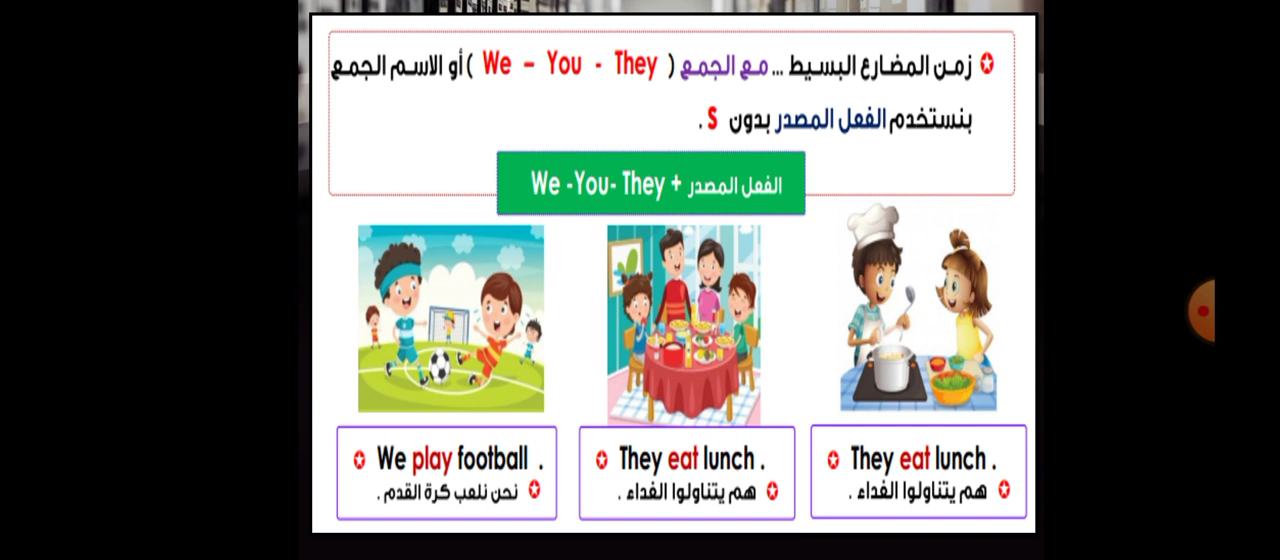 زمن المضارع البسيط ... مع الجمع ( We – You - They ) أو الاسم الجمع
بنستخدم الفعل المصدر بدون S .
We -You- They + الفعل المصدر
We play football .
نحن نلعب كرة القدم .
They eat lunch .
هم يتناولوا الغداء .
They eat lunch .
هم يتناولوا الغداء .